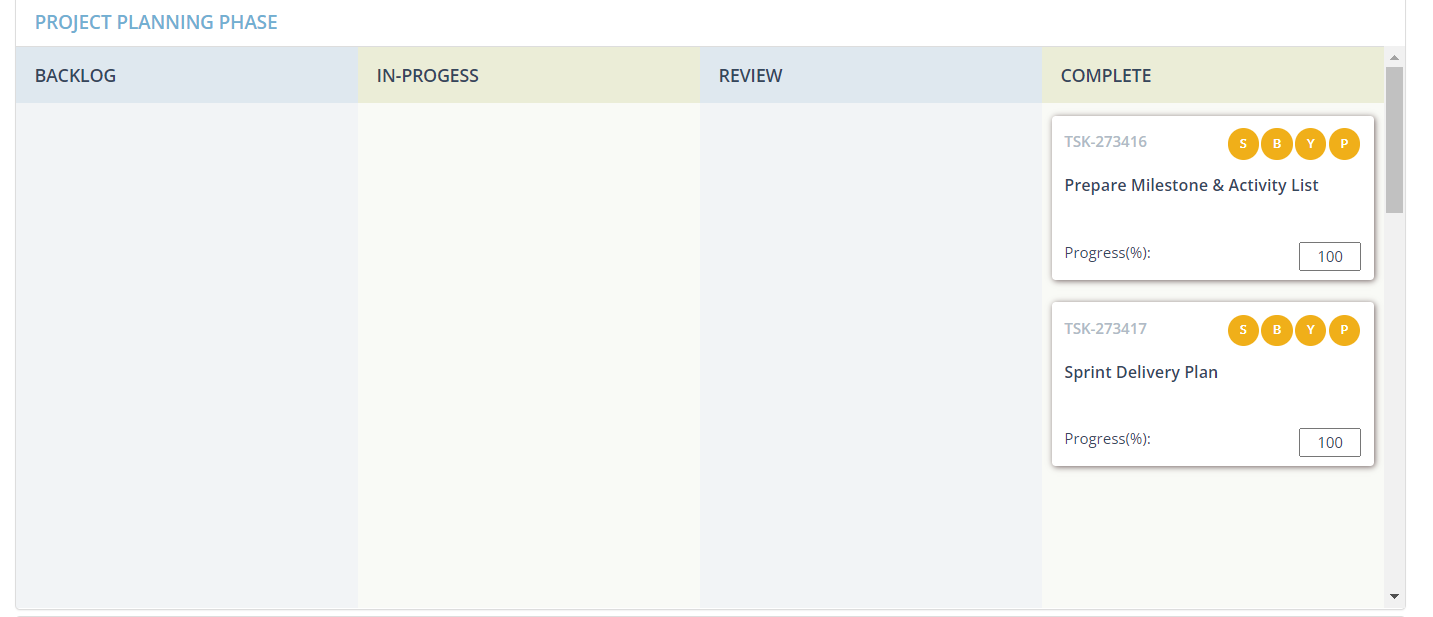 PROJECT PLANNING PHASE
BACKLOG
IN-PROGESS
REVIEW
COMPLETE
TSK-273416
S B Y P
Prepare Milestone & Activity List
Progress(%): 100
TSK-273417
S B Y P
Sprint Delivery Plan
Progress(%): 100